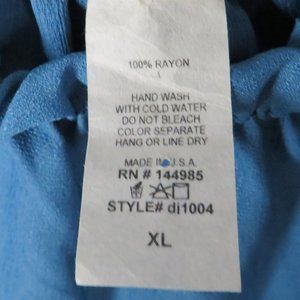 100% RAYON
HAND WASH
WITH COLD WATER
DO NOT BLEACH
COLOR SEPARATE
HANG OR LINE DRY
MADE IN U.S.A.
RN # 144985
STYLE# dj1004
XL